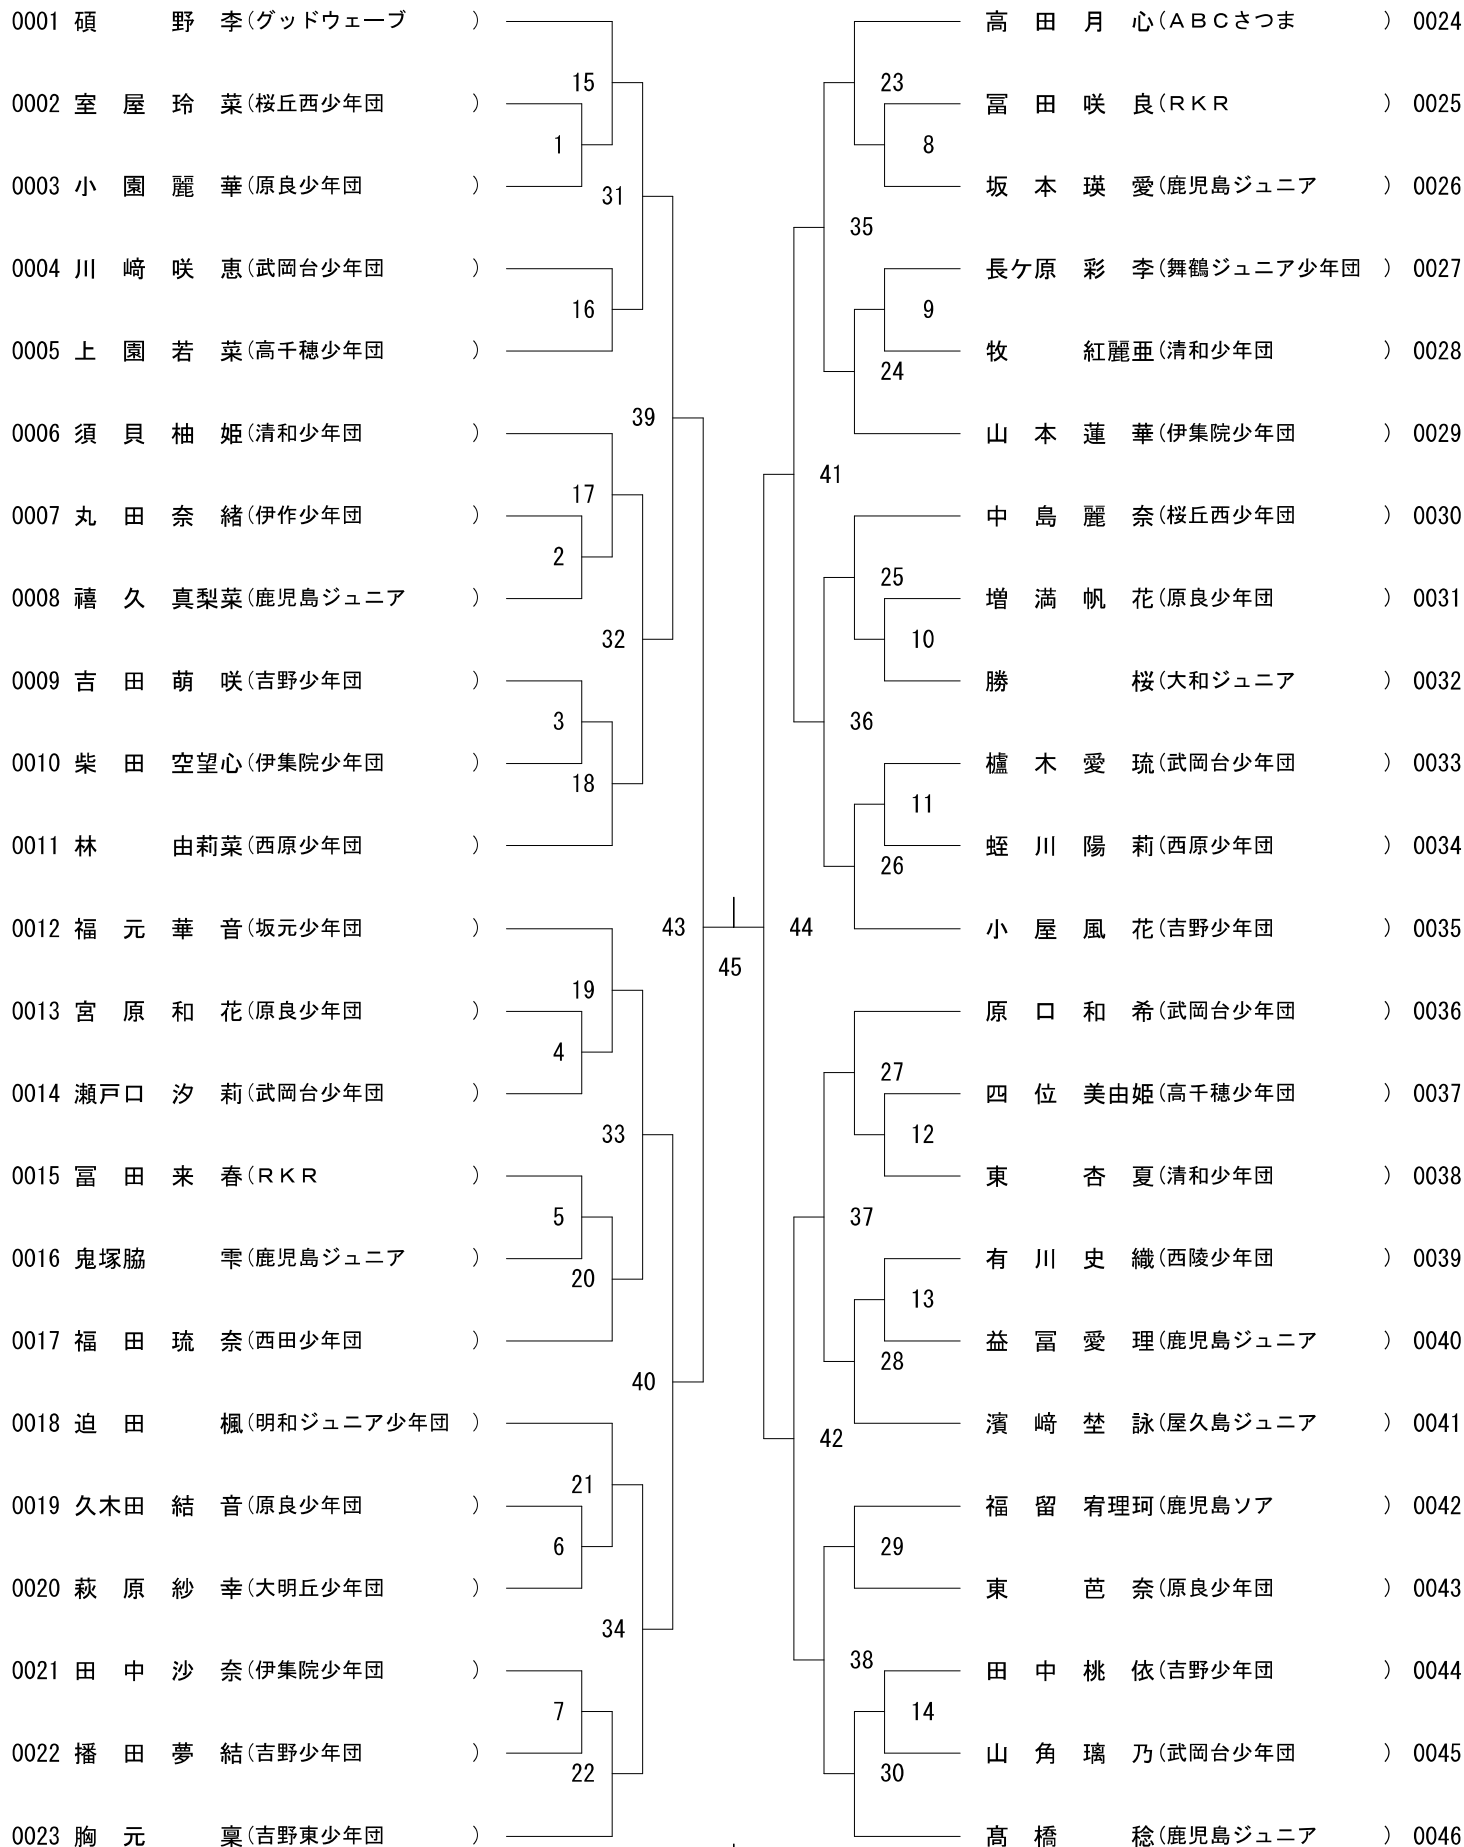 0001 碩　　　野　李(グッドウェーブ
15
0002 室　屋　玲　菜(桜丘西少年団　　　　)
1
0003 小　園　麗　華(原良少年団　　　　)
31
0004 川　﨑　咲　恵(武岡台少年団　　　　)
16
0005 上　園　若　菜(高千穂少年団　　　　)
39
0006 須　貝　柚　姫(清和少年団　　　　)
17
0007 丸　田　奈　緒(伊作少年団　　　　)
2
0008 禧　久　真梨菜(鹿児島ジュニア　　　　)
32
0009 吉　田　萌　咲(吉野少年団　　　　)
3
0010 柴　田　空望心(伊集院少年団　　　　)
18
0011 林　　　由莉菜(西原少年団　　　　)
0012 福　元　華　音(坂元少年団　　　　)
43
45
19
0013 宮　原　和　花(原良少年団　　　　)
4
0014 瀬戸口　汐　莉(武岡台少年団　　　　)
33
0015 冨　田　来　春(ＲＫＲ　　　　)
5
0016 鬼塚脇　　　雫(鹿児島ジュニア　　　　)
20
0017 福　田　琉　奈(西田少年団　　　　)
40
0018 迫　田　　　楓(明和ジュニア少年団　)
21
0019 久木田　結　音(原良少年団　　　　)
6
0020 萩　原　紗　幸(大明丘少年団　　　　)
34
0021 田　中　沙　奈(伊集院少年団　　　　)
7
0022 播　田　夢　結(吉野少年団　　　　)
22
0023 胸　元　　　稟(吉野東少年団　　　　)
高　田　月　心(ＡＢＣさつま　　　　) 0024
23
冨　田　咲　良(ＲＫＲ　　　　) 0025
8
坂　本　瑛　愛(鹿児島ジュニア　　　　) 0026
35
長ケ原　彩　李(舞鶴ジュニア少年団　) 0027
9
牧　　　紅麗亜(清和少年団　　　　) 0028
24
山　本　蓮　華(伊集院少年団　　　　) 0029
41
中　島　麗　奈(桜丘西少年団　　　　) 0030
25
増　満　帆　花(原良少年団　　　　) 0031
10
勝　　　　　桜(大和ジュニア　　　　) 0032
36
櫨　木　愛　琉(武岡台少年団　　　　) 0033
11
蛭　川　陽　莉(西原少年団　　　　) 0034
26
小　屋　風　花(吉野少年団　　　　) 0035
44
原　口　和　希(武岡台少年団　　　　) 0036
27
四　位　美由姫(高千穂少年団　　　　) 0037
12
東　　　杏　夏(清和少年団　　　　) 0038
37
有　川　史　織(西陵少年団　　　　) 0039
13
益　冨　愛　理(鹿児島ジュニア　　　　) 0040
28
濱　﨑　埜　詠(屋久島ジュニア　　　　) 0041
42
福　留　宥理珂(鹿児島ソア　　　　) 0042
29
東　　　芭　奈(原良少年団　　　　) 0043
38
田　中　桃　依(吉野少年団　　　　) 0044
14
山　角　璃　乃(武岡台少年団　　　　) 0045
30
髙　橋　　　稔(鹿児島ジュニア　　　　) 0046